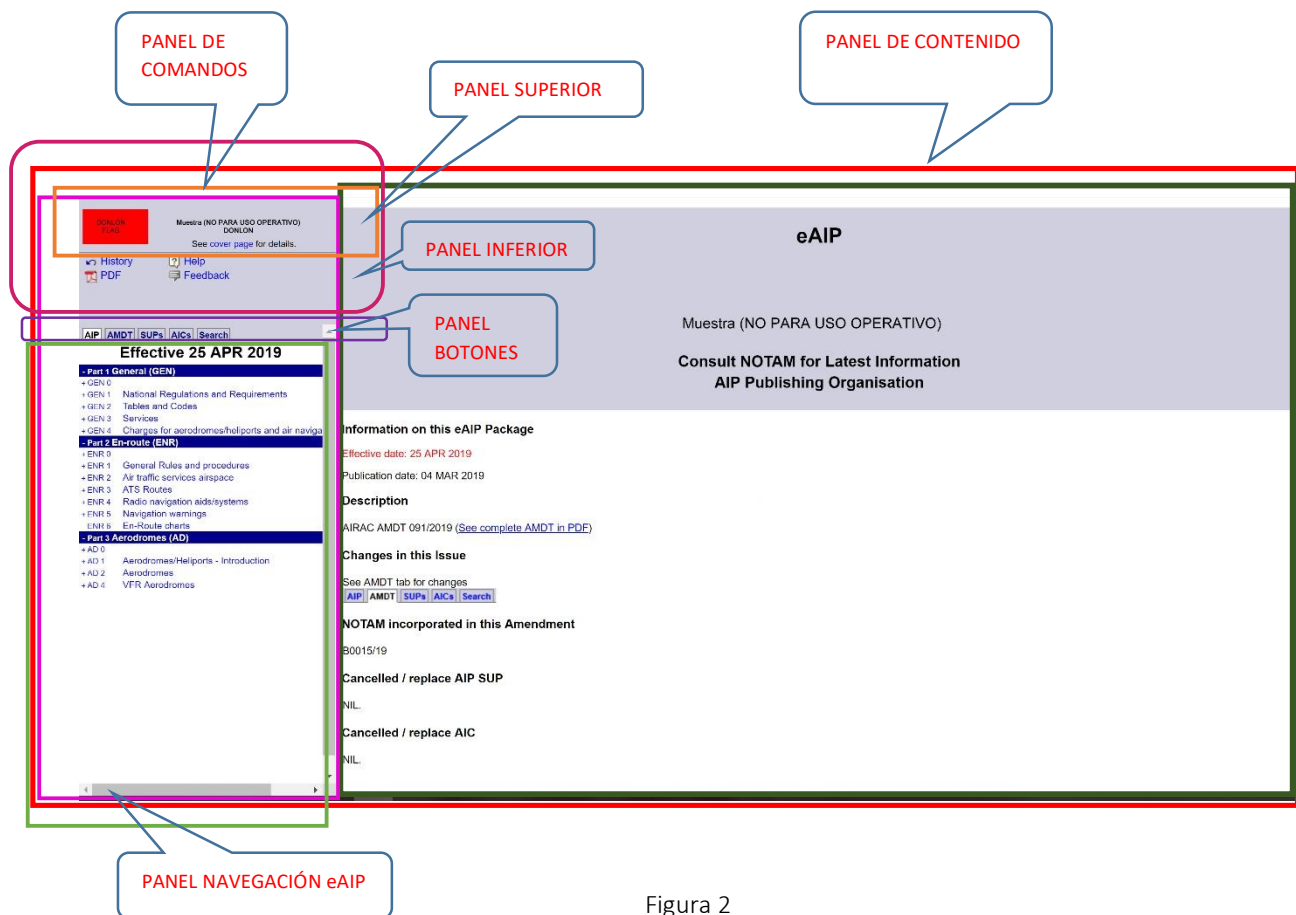 PANEL DE
COMANDOS
PANEL SUPERIOR
PANEL DE CONTENIDO
DONLON
FLAG
Muestra (NO PARA USO OPERATIVO)
DONLON
See cover page for details.
History
Help
PDF
Feedback
PANEL INFERIOR
PANEL
BOTONES
AIP AMDT SUPs AICs Search
Effective 25 APR 2019
- Part 1 General (GEN)
+ GEN 0
+ GEN 1 National Regulations and Requirements
+ GEN 2 Tables and Codes
+ GEN 3 Services
+ GEN 4 Charges for aerodromes/heliports and air naviga
- Part 2 En-route (ENR)
+ ENR 0
+ ENR 1 General Rules and procedures
+ ENR 2 Air traffic services airspace
+ ENR 3 ATS Routes
+ ENR 4 Radio navigation aids/systems
+ ENR 5 Navigation warnings
ENR 6 En-Route charts
- Part 3 Aerodromes (AD)
+ AD 0
+ AD 1 Aerodromes/Heliports - Introduction
+ AD 2 Aerodromes
+ AD 4 VFR Aerodromes
eAIP
Muestra (NO PARA USO OPERATIVO)
Consult NOTAM for Latest Information
AIP Publishing Organisation
Information on this eAIP Package
Effective date: 25 APR 2019
Publication date: 04 MAR 2019
Description
AIRAC AMDT 091/2019 (See complete AMDT in PDF)
Changes in this Issue
See AMDT tab for changes
AIP AMDT SUPs AICs Search
NOTAM incorporated in this Amendment
B0015/19
Cancelled / replace AIP SUP
NIL.
Cancelled / replace AIC
NIL.
PANEL NAVEGACIÓN eAIP
Figura 2